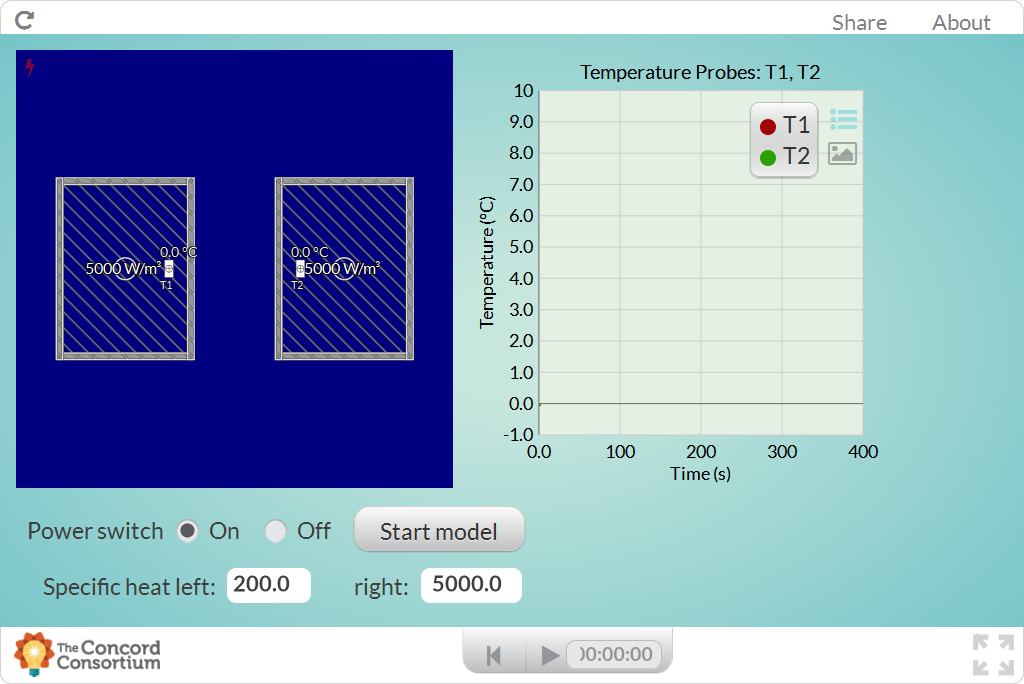 Share About
Temperature Probes: T1, T2
10
9.0
8.0
7.0
6.0
5.0
4.0
3.0
2.0
1.0
0.0
-1.0
Temperature (°C)
T1
T2
0.0 100 200 300 400
Time (s)
0.0 °C
5000 W/m³
T1
0.0 °C
5000 W/m³
T2
Power switch On Off Start model
Specific heat left: 200.0 right: 5000.0
The Concord
Consortium
00:00:00